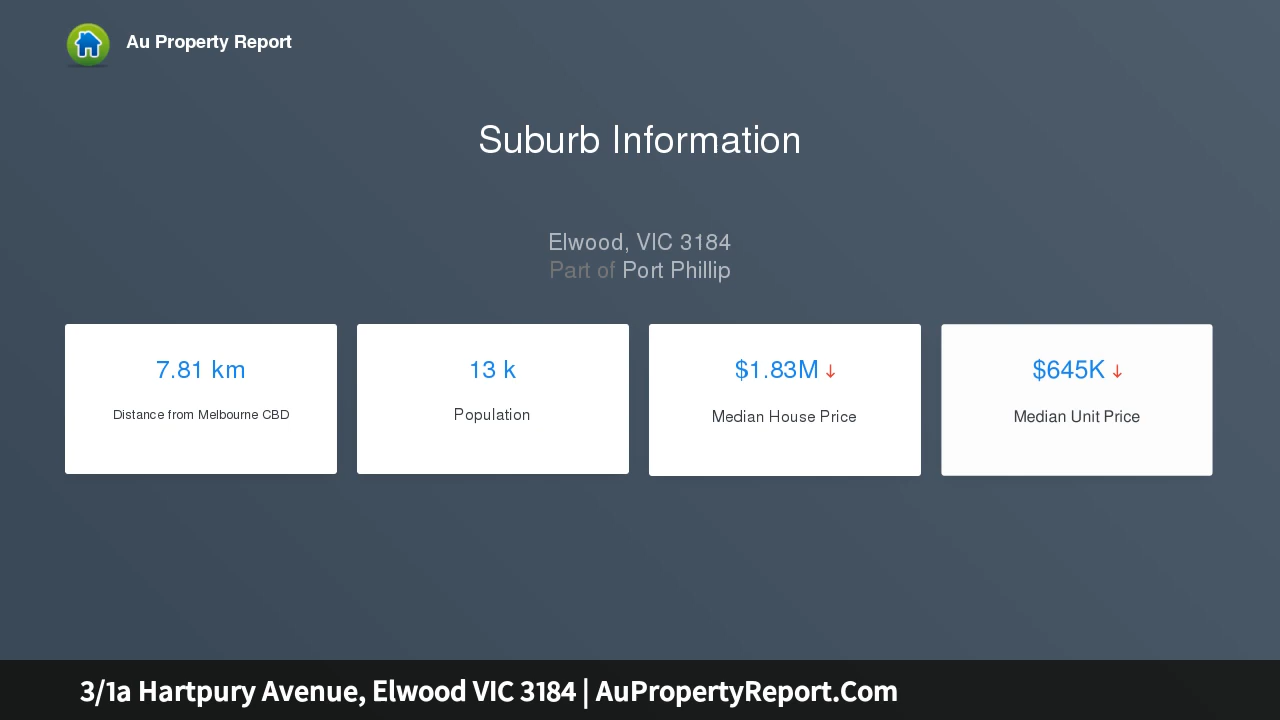 Au Property Report
Suburb Information
Elwood, VIC 3184
Part of Port Phillip
7.81 km
Distance from Melbourne CBD
13 k
Population
$1.83M ↓
Median House Price
$645K ↓
Median Unit Price
3/1a Hartpury Avenue, Elwood VIC 3184 | AuPropertyReport.Com